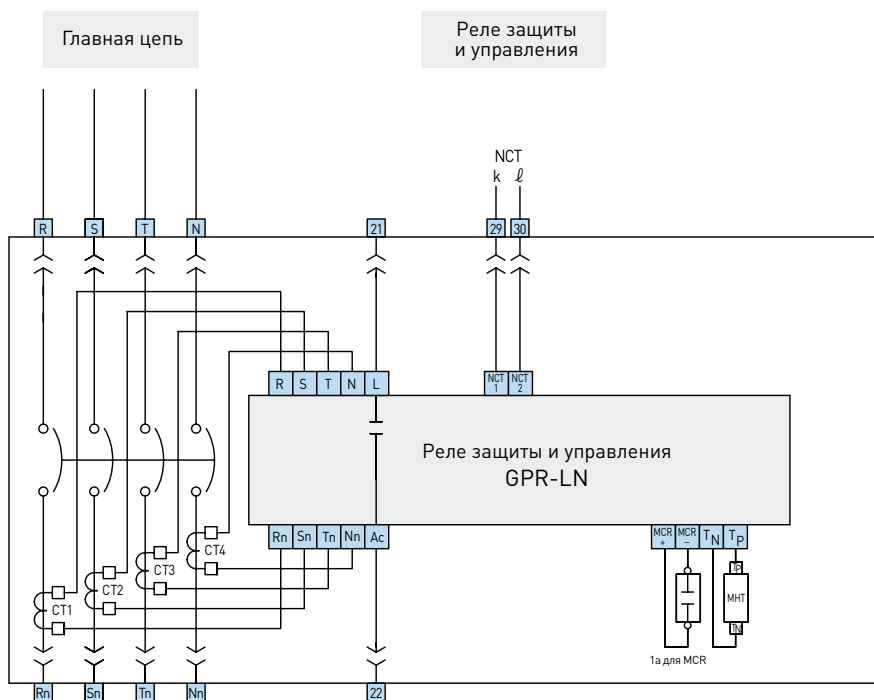 Главная цепь
Реле защиты
и управления
NCT
k ℓ
R S T N 21 29 30
R S T N L
NCT
1
NCT
2
Реле защиты и управления
GPR-LN
Rn Sn Tn Nn Ac
MCR
+
MCR
–
TN TP
CT4
CT3
CT2
CT1
TP
МНТ
TN
1a для MCR
Rn Sn Tn Nn 22